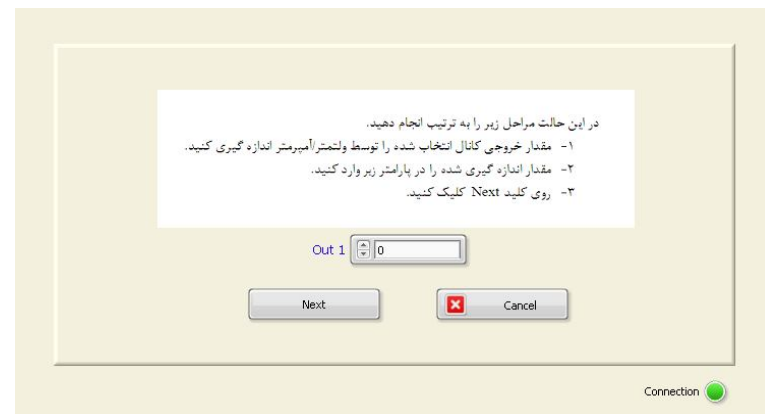 در این حالت مراحل زیر را به ترتیب انجام دهید.
۱- مقدار خروجی کانال انتخاب شده را توسط ولتمتر/آمپرمتر اندازه گیری کنید.
۲- مقدار اندازه گیری شده را در پارامتر زیر وارد کنید.
۳- روی کلید Next کلیک کنید.
Out 1 0
Next Cancel
Connection